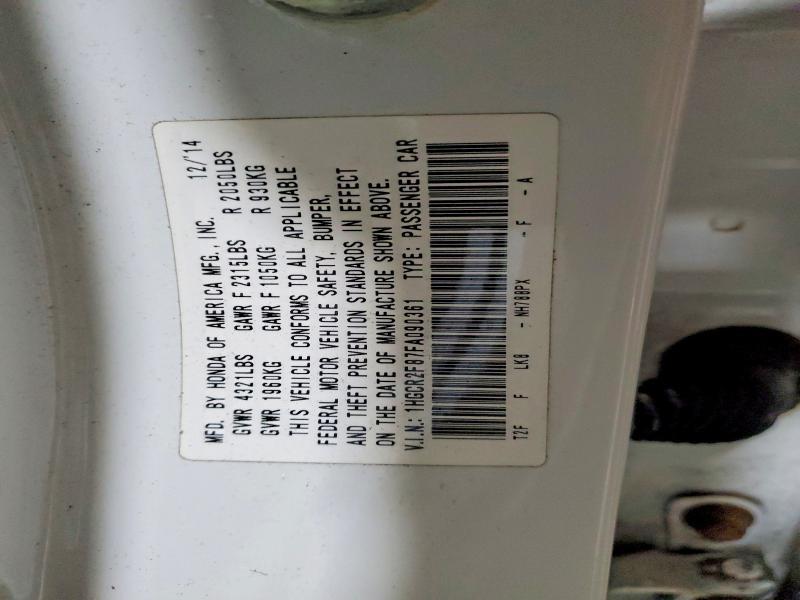 MFD. BY HONDA OF AMERICA MFG., INC. 12/'14
GVWR 4321LBS GAWR F 2315LBS R 2050LBS
GVWR 1960KG GAWR F 1050KG R 930KG
THIS VEHICLE CONFORMS TO ALL APPLICABLE
FEDERAL MOTOR VEHICLE SAFETY, BUMPER,
AND THEFT PREVENTION STANDARDS IN EFFECT
ON THE DATE OF MANUFACTURE SHOWN ABOVE.
V.I.N.: 1HGCR2F87FA090361 TYPE: PASSENGER CAR
T2F F LK8 - NH788PX - F - A